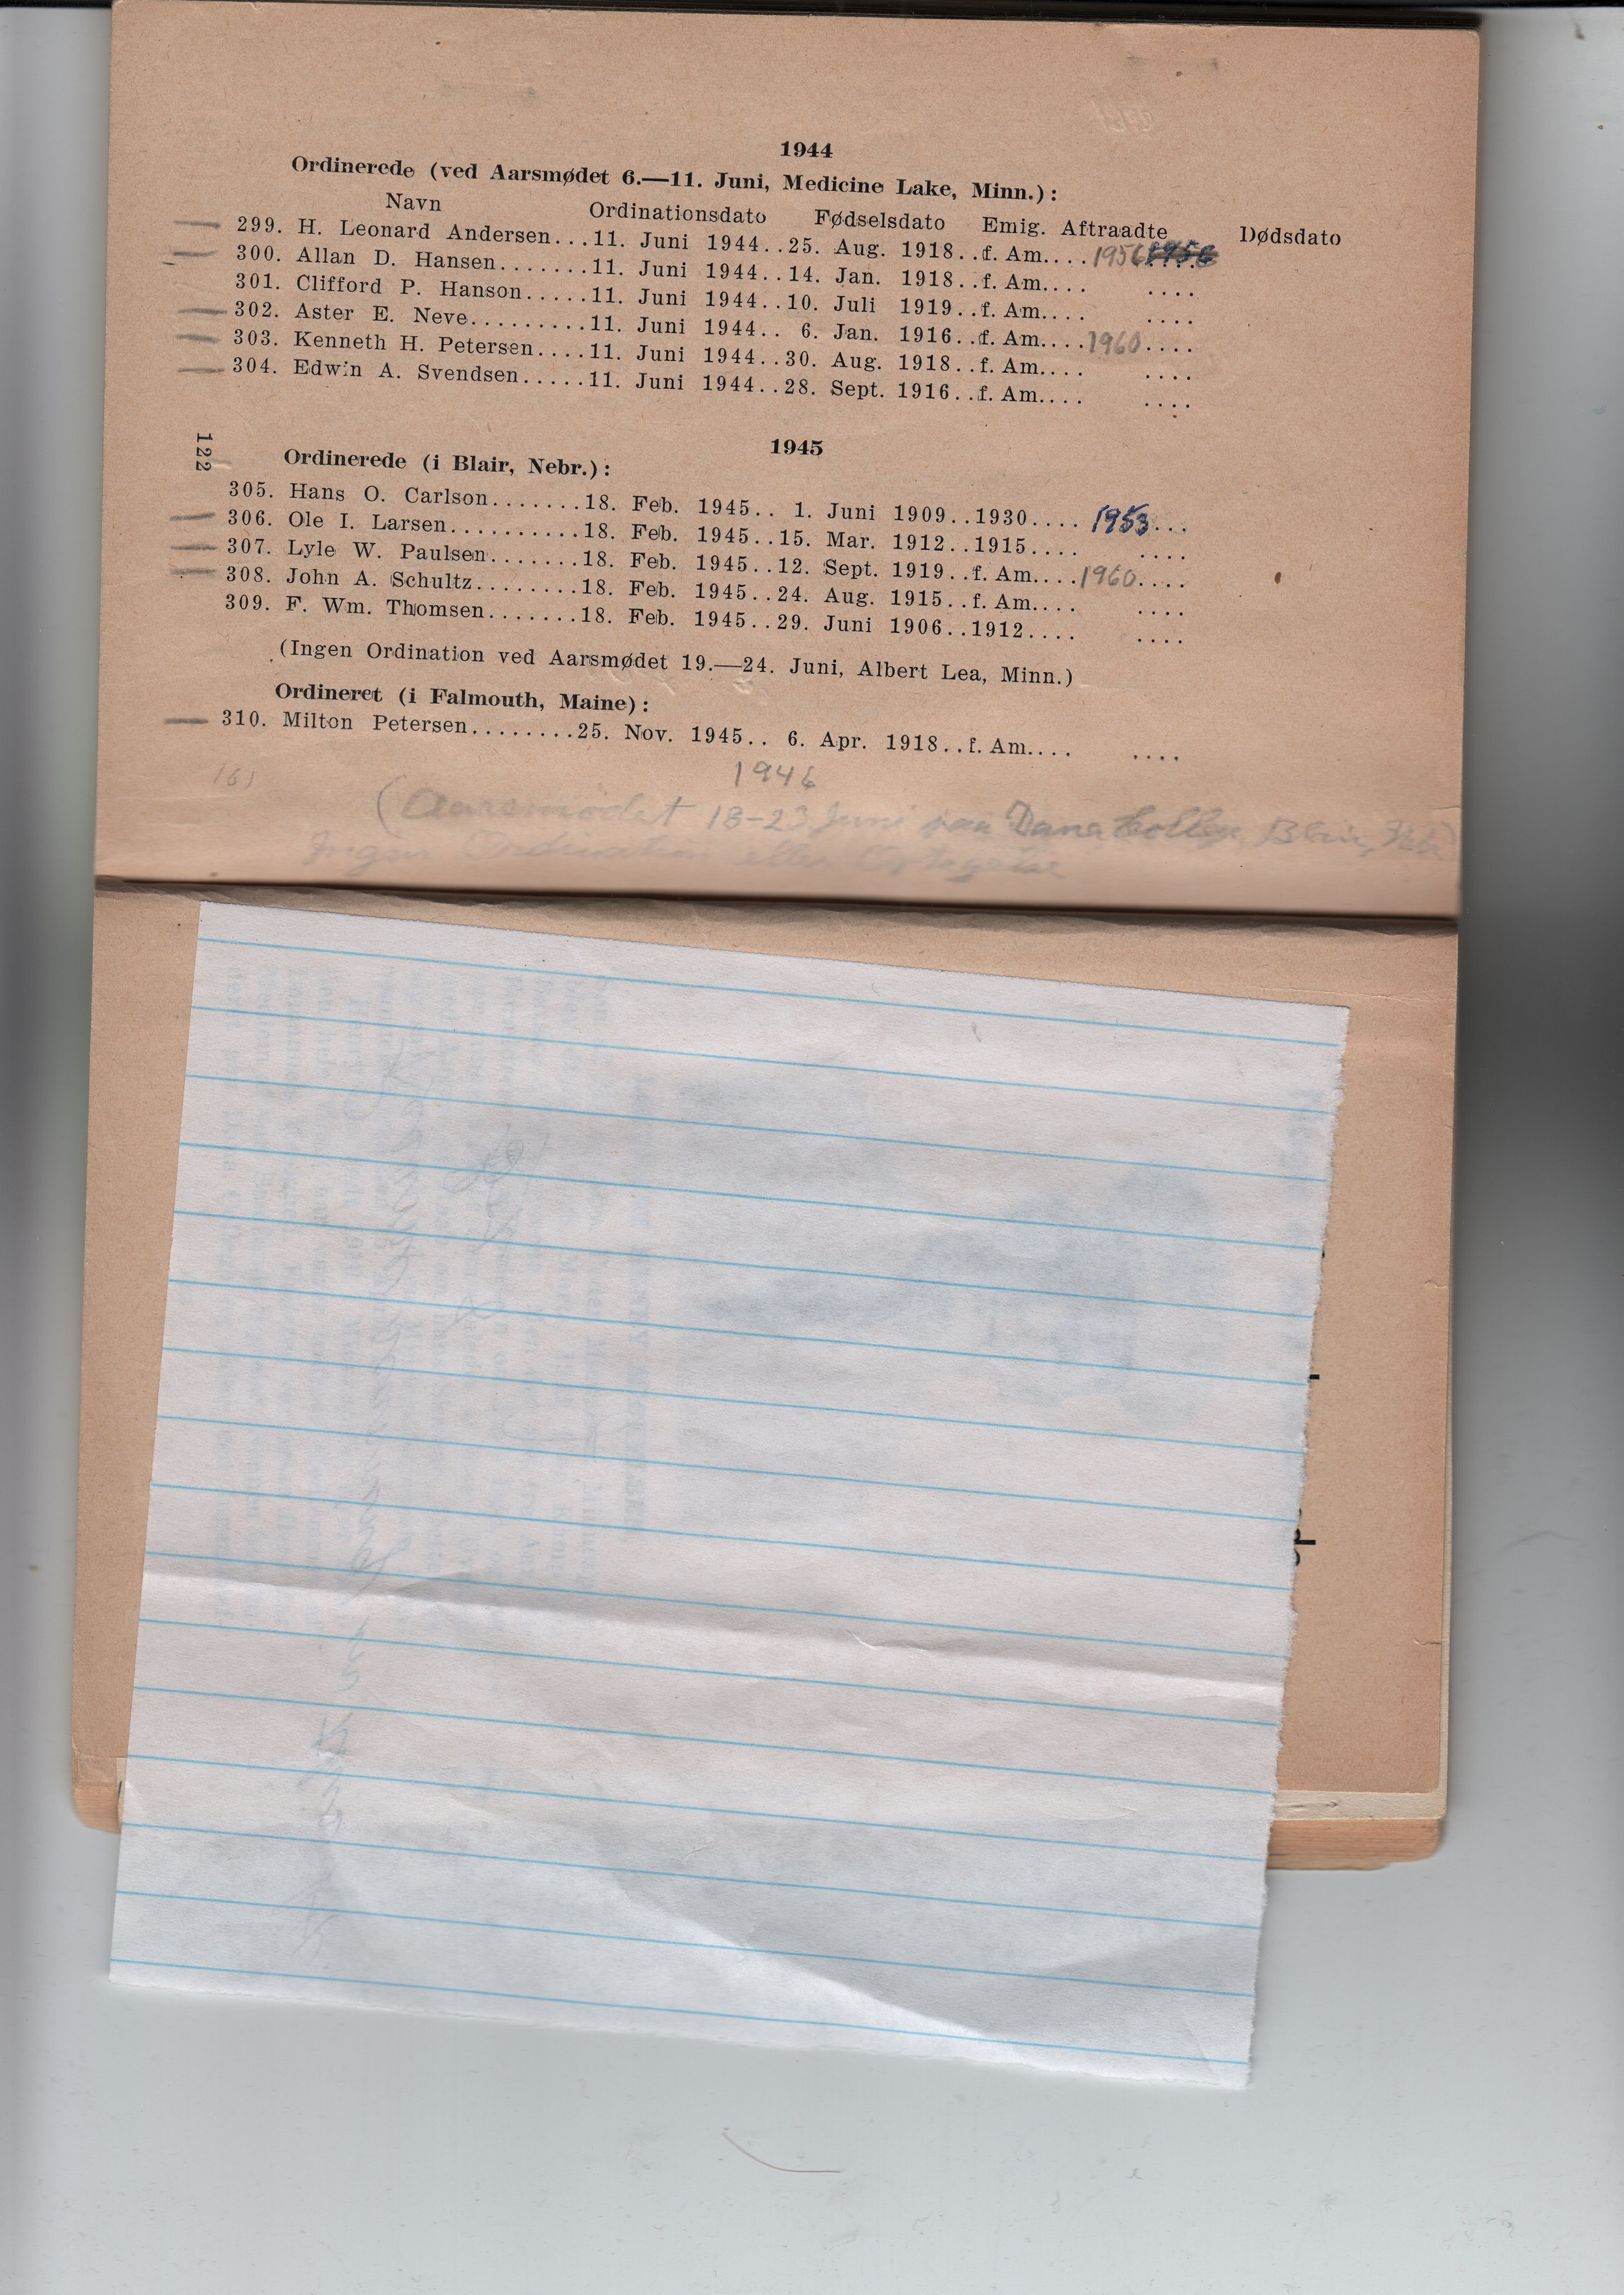 1944
Ordinerede (ved Aarsmødet 6.—11. Juni, Medicine Lake, Minn.):
Navn Ordinationsdato Fødselsdato Emig. Aftraadte Dødsdato
299. H. Leonard Andersen...11. Juni 1944..25. Aug. 1918..f. Am....1956 1956
300. Allan D. Hansen.......11. Juni 1944..14. Jan. 1918..f. Am.... ....
301. Clifford P. Hanson.....11. Juni 1944..10. Juli 1919..f. Am.... ....
302. Aster E. Neve.........11. Juni 1944.. 6. Jan. 1916..f. Am....1960....
303. Kenneth H. Petersen....11. Juni 1944..30. Aug. 1918..f. Am.... ....
304. Edwin A. Svendsen.....11. Juni 1944..28. Sept. 1916..f. Am.... ....
122
1945
Ordinerede (i Blair, Nebr.):
305. Hans O. Carlson.......18. Feb. 1945.. 1. Juni 1909..1930.... 1953...
306. Ole I. Larsen..........18. Feb. 1945..15. Mar. 1912..1915.... ....
307. Lyle W. Paulsen.......18. Feb. 1945..12. Sept. 1919..f. Am....1960....
308. John A. Schultz........18. Feb. 1945..24. Aug. 1915..f. Am.... ....
309. F. Wm. Thomsen.......18. Feb. 1945..29. Juni 1906..1912.... ....
(Ingen Ordination ved Aarsmødet 19.—24. Juni, Albert Lea, Minn.)
Ordineret (i Falmouth, Maine):
310. Milton Petersen........25. Nov. 1945.. 6. Apr. 1918..f. Am.... ....
1946
(Aarsmødet 18-23 Juni paa Dana College, Blair, Nebr)
Ingen Ordination eller Optagelse